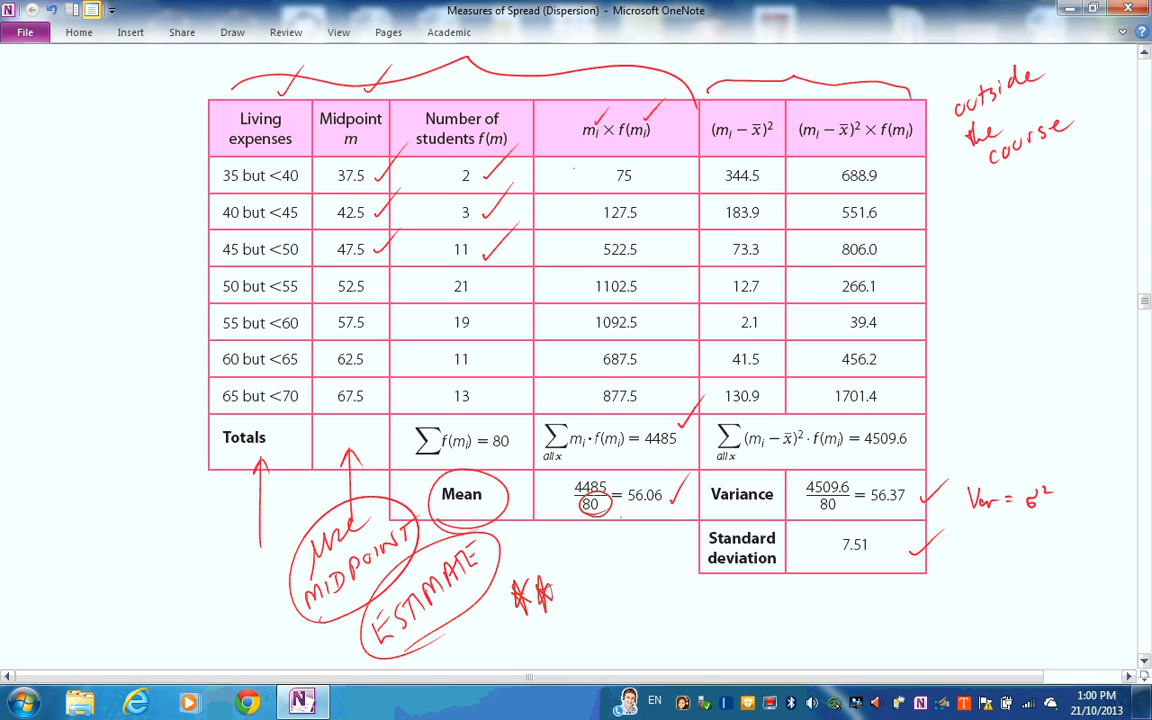 Measures of Spread (Dispersion) - Microsoft OneNote
File Home Insert Share Draw Review View Pages Academic
outside
the
course
Living expenses Midpoint m Number of students f(m) mᵢ × f(mᵢ) (mᵢ − x̄)² (mᵢ − x̄)² × f(mᵢ)
35 but <40 37.5 2 75 344.5 688.9
40 but <45 42.5 3 127.5 183.9 551.6
45 but <50 47.5 11 522.5 73.3 806.0
50 but <55 52.5 21 1102.5 12.7 266.1
55 but <60 57.5 19 1092.5 2.1 39.4
60 but <65 62.5 11 687.5 41.5 456.2
65 but <70 67.5 13 877.5 130.9 1701.4
Totals ∑f(mᵢ) = 80 ∑mᵢ·f(mᵢ) = 4485 ∑(mᵢ − x̄)²·f(mᵢ) = 4509.6
all x all x
Mean 4485/80 = 56.06 Variance 4509.6/80 = 56.37 Var = σ²
Standard deviation 7.51
Use
MIDPOINT
ESTIMATE
EN
1:00 PM
21/10/2013